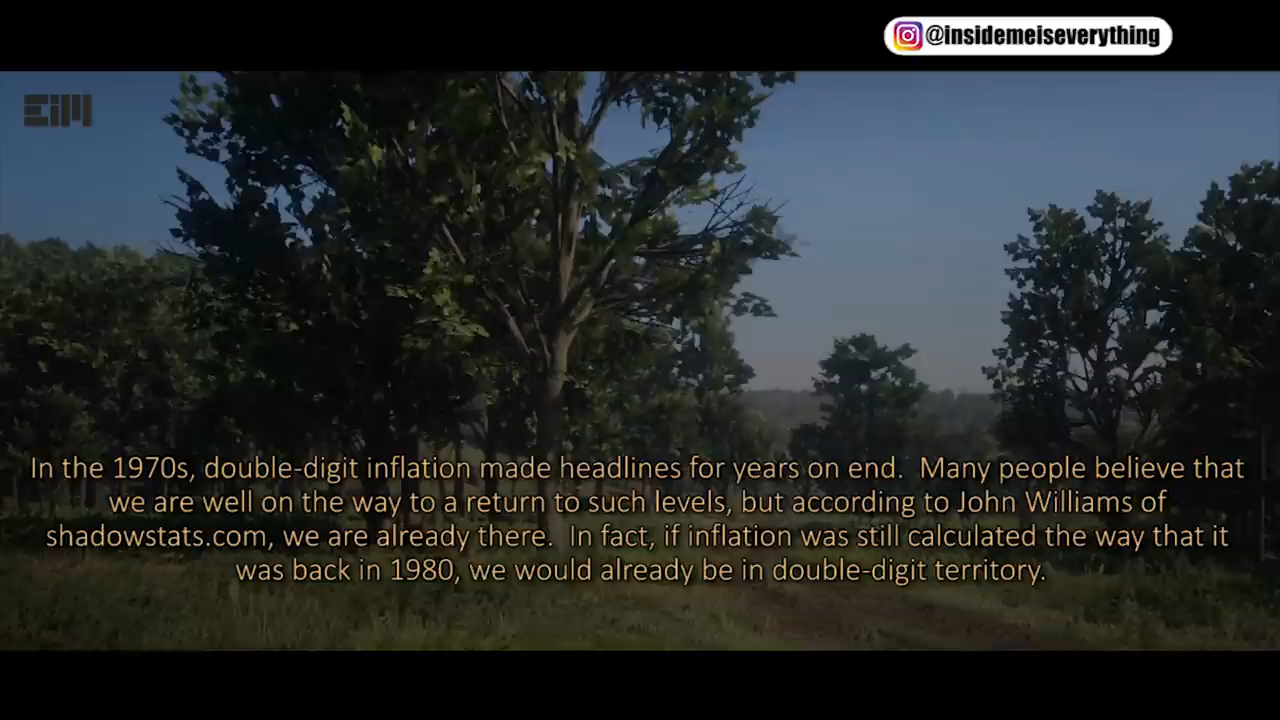 @insidemeiseverything
EiM
In the 1970s, double-digit inflation made headlines for years on end.  Many people believe that
we are well on the way to a return to such levels, but according to John Williams of
shadowstats.com, we are already there.  In fact, if inflation was still calculated the way that it
was back in 1980, we would already be in double-digit territory.